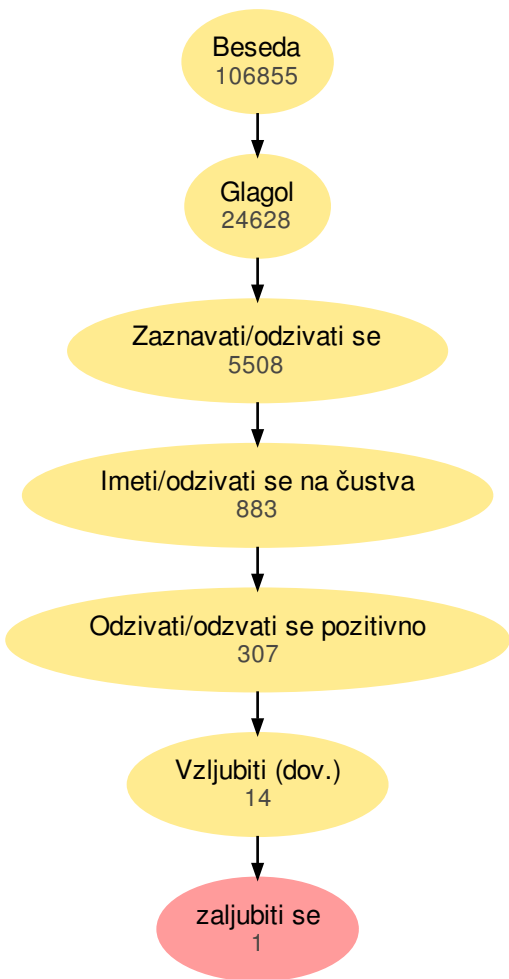 Beseda
106855
Glagol
24628
Zaznavati/odzivati se
5508
Imeti/odzivati se na čustva
883
Odzivati/odzvati se pozitivno
307
Vzljubiti (dov.)
14
zaljubiti se
1